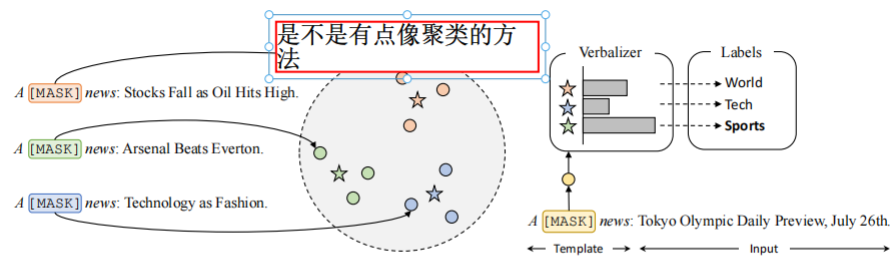 是不是有点像聚类的方
法
A [MASK] news: Stocks Fall as Oil Hits High.
A [MASK] news: Arsenal Beats Everton.
A [MASK] news: Technology as Fashion.
Verbalizer
Labels
World
Tech
Sports
A [MASK] news: Tokyo Olympic Daily Preview, July 26th.
Template
Input